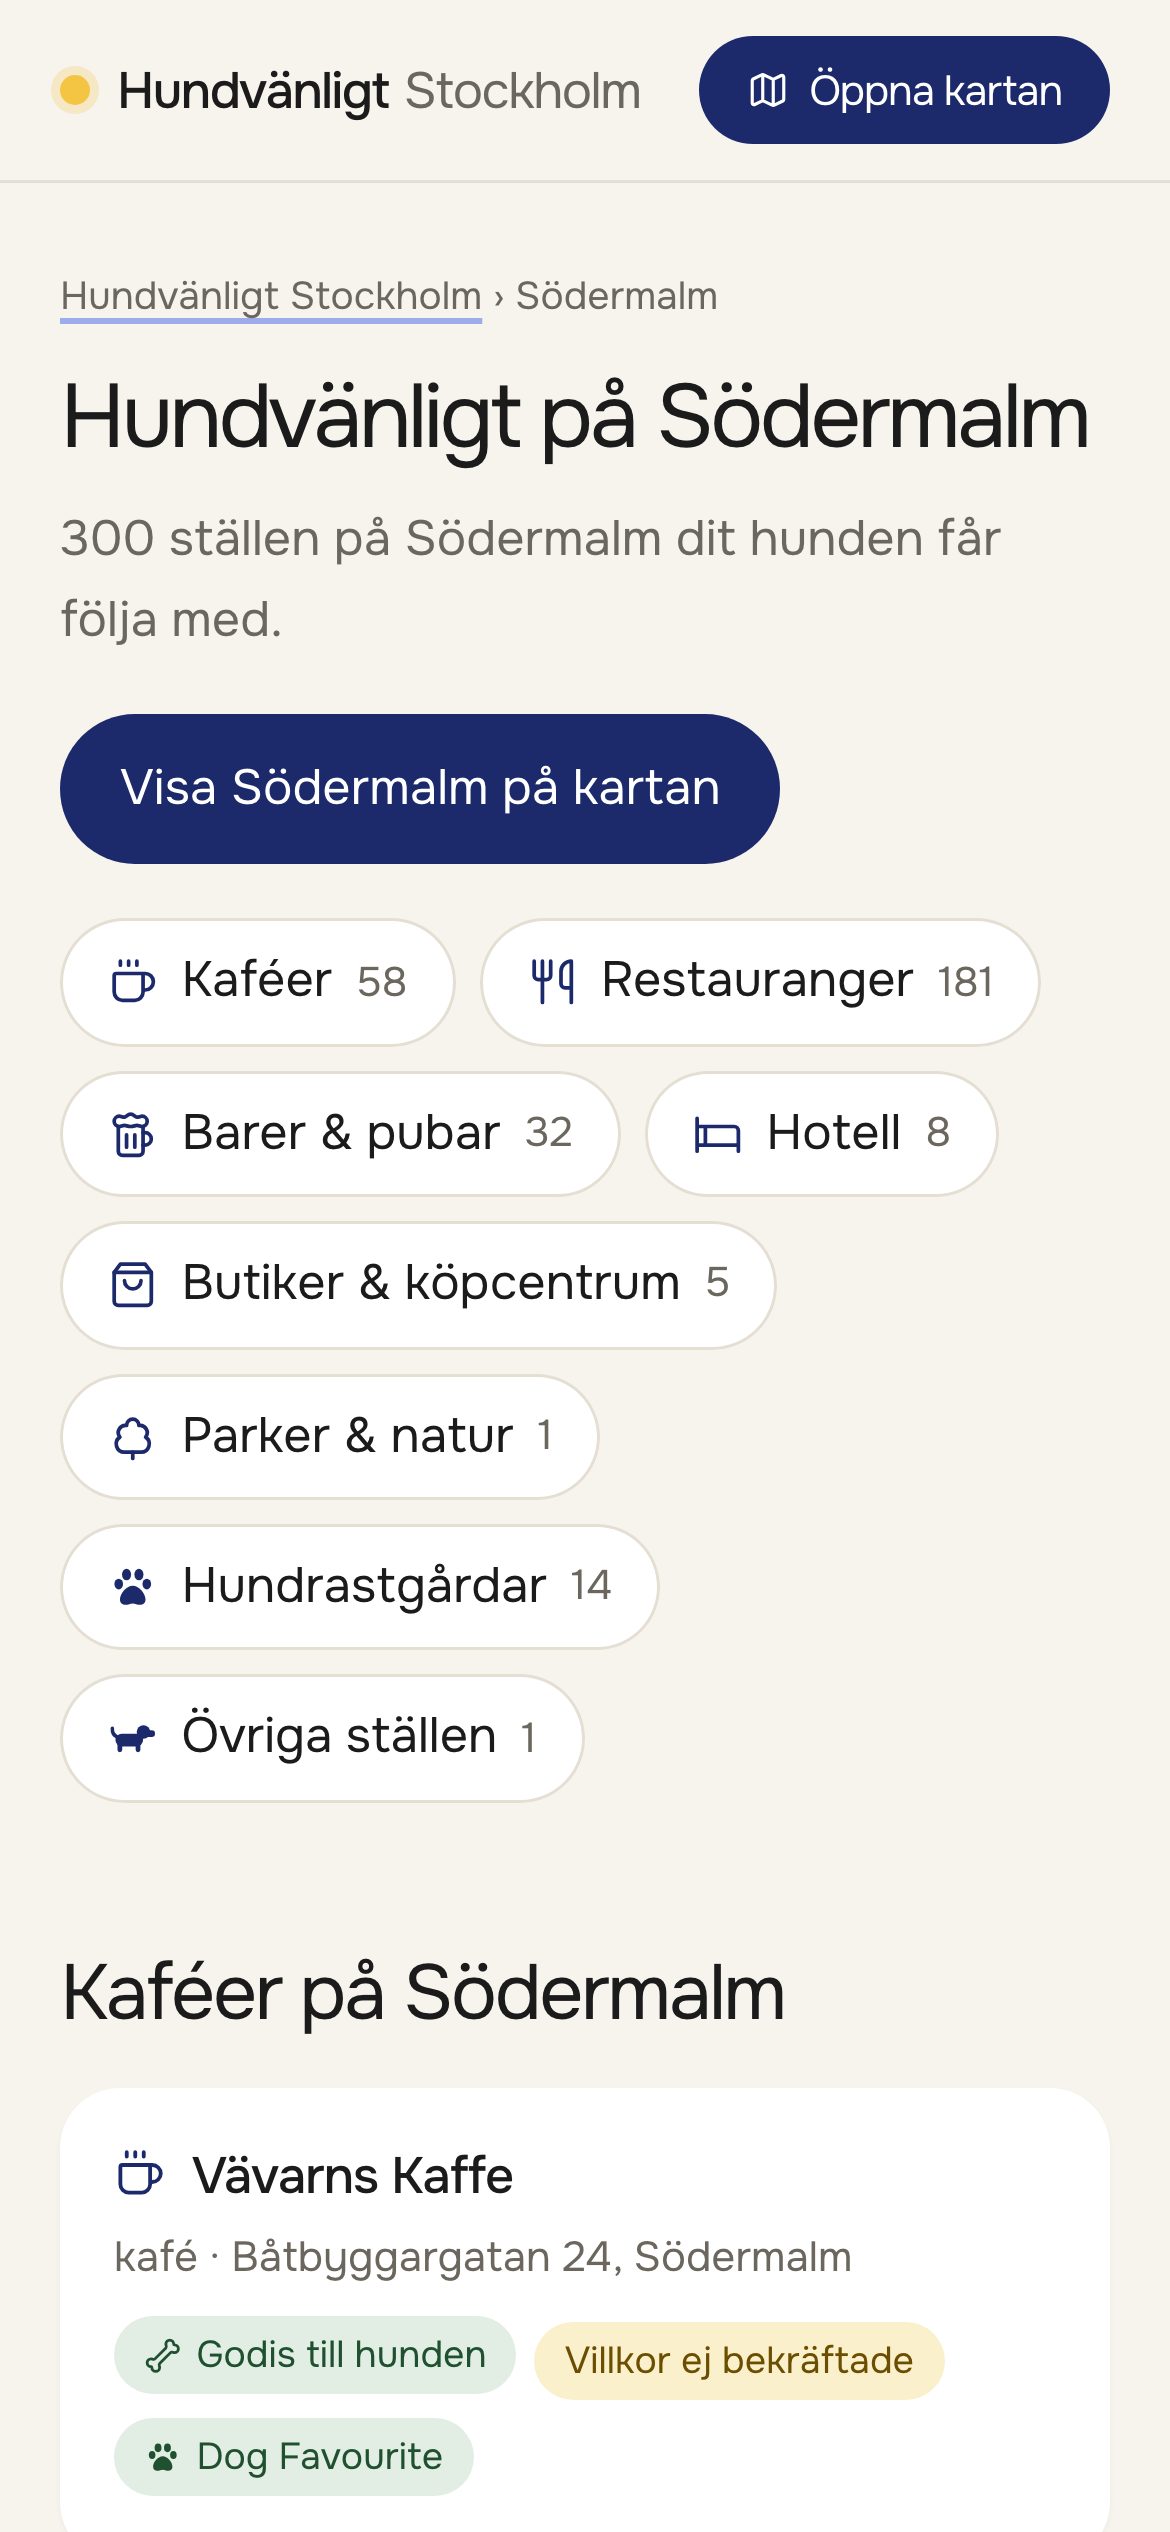 Hundvänligt Stockholm
Öppna kartan
Hundvänligt Stockholm › Södermalm
Hundvänligt på Södermalm
300 ställen på Södermalm dit hunden får
följa med.
Visa Södermalm på kartan
Kaféer 58
Restauranger 181
Barer & pubar 32
Hotell 8
Butiker & köpcentrum 5
Parker & natur 1
Hundrastgårdar 14
Övriga ställen 1
Kaféer på Södermalm
Vävarns Kaffe
kafé · Båtbyggargatan 24, Södermalm
Godis till hunden
Villkor ej bekräftade
Dog Favourite